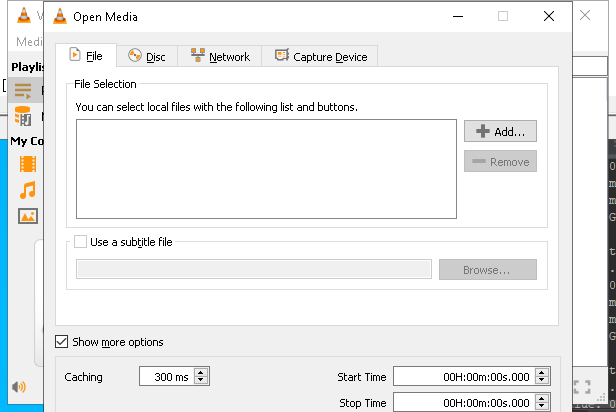 Open Media
Medi
File
Disc
Network
Capture Device
Playlis
File Selection
You can select local files with the following list and buttons.
Add...
Remove
My Co
Use a subtitle file
Browse...
Show more options
Caching
300 ms
Start Time
00H:00m:00s.000
Stop Time
00H:00m:00s.000